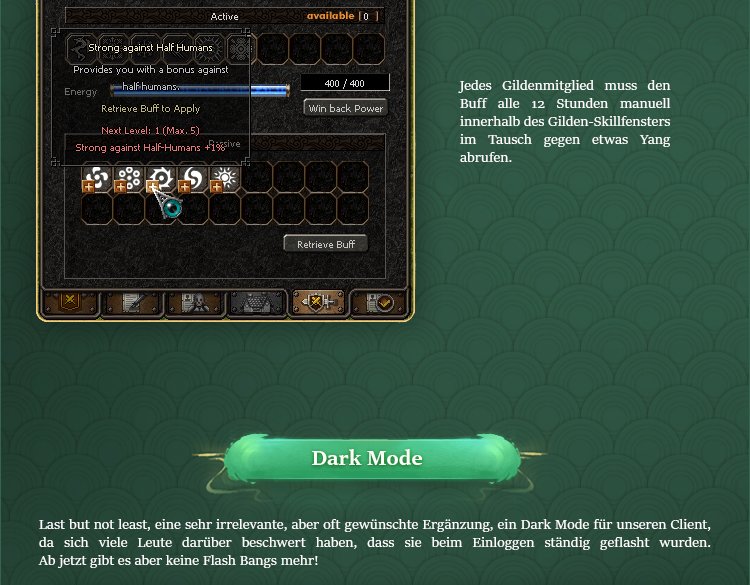 Active available [ 0 ]
Strong against Half Humans
Provides you with a bonus against
half-humans.
Energy 400 / 400
Retrieve Buff to Apply Win back Power
Next Level: 1 (Max. 5)
Passive
Strong against Half-Humans +1%
Retrieve Buff
Jedes Gildenmitglied muss den
Buff alle 12 Stunden manuell
innerhalb des Gilden-Skillfensters
im Tausch gegen etwas Yang
abrufen.
Dark Mode
Last but not least, eine sehr irrelevante, aber oft gewünschte Ergänzung, ein Dark Mode für unseren Client,
da sich viele Leute darüber beschwert haben, dass sie beim Einloggen ständig geflasht wurden.
Ab jetzt gibt es aber keine Flash Bangs mehr!